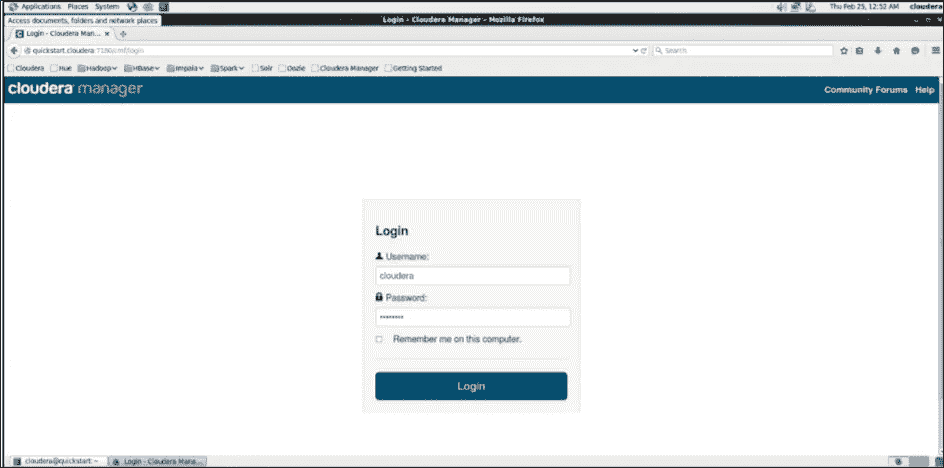 Applications Places System Thu Feb 25, 12:52 AM cloudera
Access documents, folders and network places Login - Cloudera Manager - Mozilla Firefox
Login - Cloudera Man...
quickstart.cloudera:7180/cmf/login Search
Cloudera Hue Hadoop HBase Impala Spark Solr Oozie Cloudera Manager Getting Started
cloudera manager Community Forums Help
Login
Username:
cloudera
Password:
••••••••
Remember me on this computer.
Login
cloudera@quickstart:~ Login - Cloudera Mana...